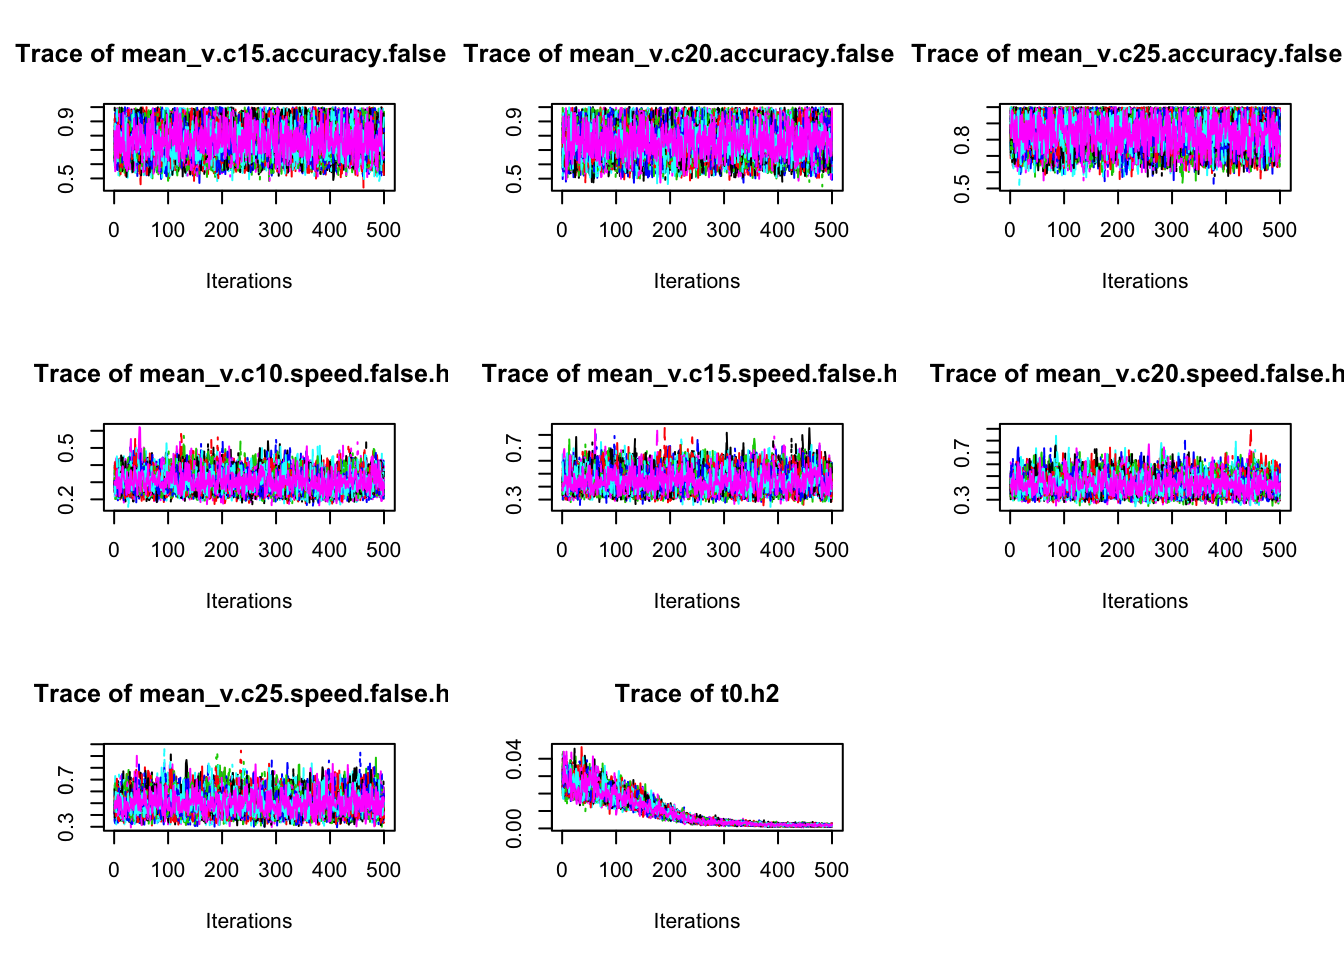 Trace of mean_v.c15.accuracy.false
Trace of mean_v.c20.accuracy.false
Trace of mean_v.c25.accuracy.false
0.5 0.9
0 100 200 300 400 500
Iterations
0.5 0.9
0 100 200 300 400 500
Iterations
0.5 0.8
0 100 200 300 400 500
Iterations
Trace of mean_v.c10.speed.false.h
Trace of mean_v.c15.speed.false.h
Trace of mean_v.c20.speed.false.h
0.2 0.5
0 100 200 300 400 500
Iterations
0.3 0.7
0 100 200 300 400 500
Iterations
0.3 0.7
0 100 200 300 400 500
Iterations
Trace of mean_v.c25.speed.false.h
Trace of t0.h2
0.3 0.7
0 100 200 300 400 500
Iterations
0.00 0.04
0 100 200 300 400 500
Iterations